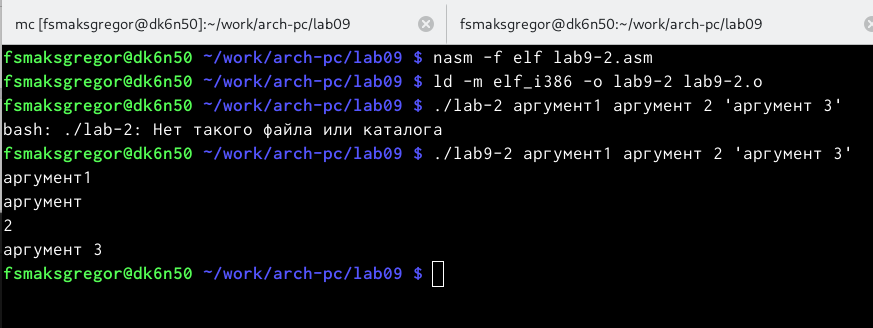 mc [fsmaksgregor@dk6n50]:~/work/arch-pc/lab09
fsmaksgregor@dk6n50:~/work/arch-pc/lab09
fsmaksgregor@dk6n50 ~/work/arch-pc/lab09 $ nasm -f elf lab9-2.asm
fsmaksgregor@dk6n50 ~/work/arch-pc/lab09 $ ld -m elf_i386 -o lab9-2 lab9-2.o
fsmaksgregor@dk6n50 ~/work/arch-pc/lab09 $ ./lab-2 аргумент1 аргумент 2 'аргумент 3'
bash: ./lab-2: Нет такого файла или каталога
fsmaksgregor@dk6n50 ~/work/arch-pc/lab09 $ ./lab9-2 аргумент1 аргумент 2 'аргумент 3'
аргумент1
аргумент
2
аргумент 3
fsmaksgregor@dk6n50 ~/work/arch-pc/lab09 $